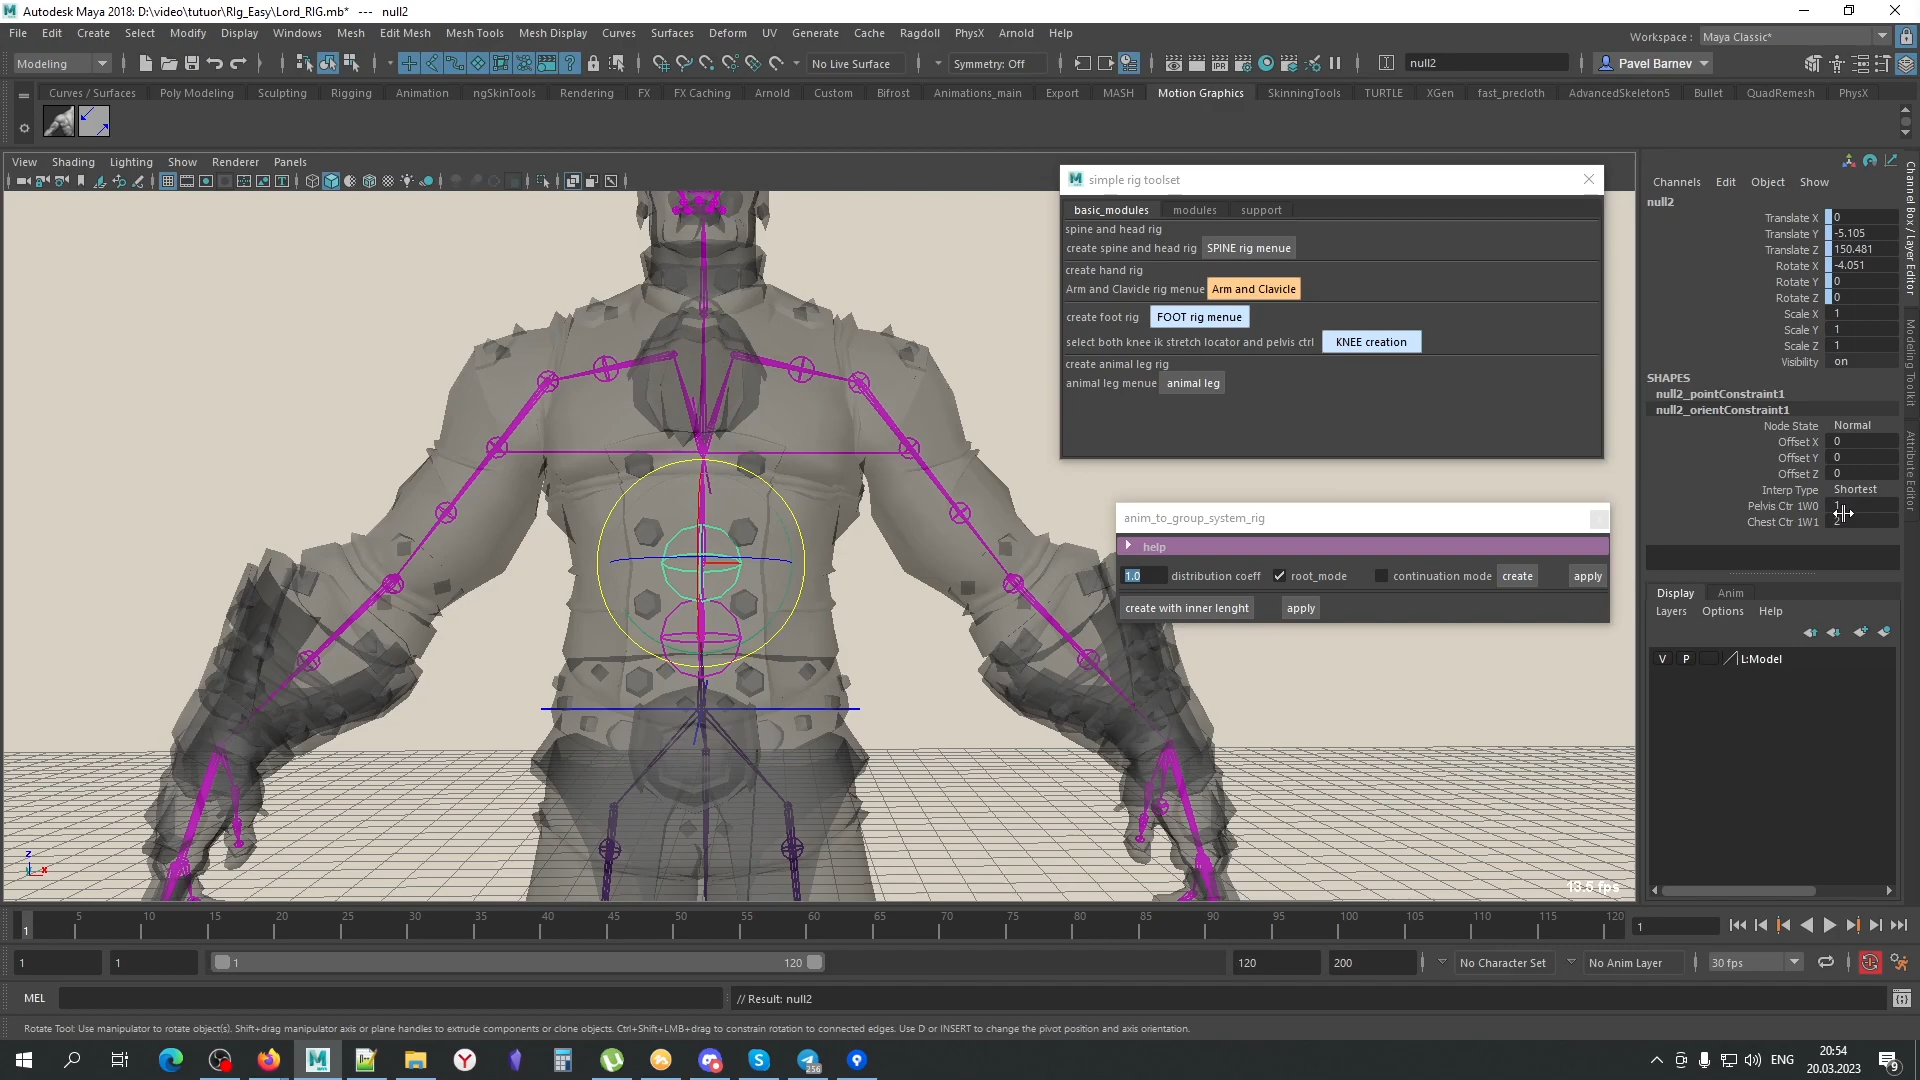 Autodesk Maya 2018: D:\video\tutuor\RIg_Easy\Lord_RIG.mb*   ---   null2
File Edit Create Select Modify Display Windows Mesh Edit Mesh Mesh Tools Mesh Display Curves Surfaces Deform UV Generate Cache Ragdoll PhysX Arnold Help
Workspace : Maya Classic*
Modeling No Live Surface Symmetry: Off null2 Pavel Barnev
Curves / Surfaces Poly Modeling Sculpting Rigging Animation ngSkinTools Rendering FX FX Caching Arnold Custom Bifrost Animations_main Export MASH Motion Graphics SkinningTools TURTLE XGen fast_precloth AdvancedSkeleton5 Bullet QuadRemesh PhysX
View Shading Lighting Show Renderer Panels
simple rig toolset
basic_modules modules support
spine and head rig
create spine and head rig SPINE rig menue
create hand rig
Arm and Clavicle rig menue Arm and Clavicle
create foot rig FOOT rig menue
select both knee ik stretch locator and pelvis ctrl KNEE creation
create animal leg rig
animal leg menue animal leg
anim_to_group_system_rig
help
1.0 distribution coeff root_mode continuation mode create apply
create with inner lenght apply
Channels Edit Object Show
null2
Translate X 0
Translate Y -5.105
Translate Z 150.481
Rotate X -4.051
Rotate Y 0
Rotate Z 0
Scale X 1
Scale Y 1
Scale Z 1
Visibility on
SHAPES
null2_pointConstraint1
null2_orientConstraint1
Node State Normal
Offset X 0
Offset Y 0
Offset Z 0
Interp Type Shortest
Pelvis Ctr 1W0
Chest Ctr 1W1
Display Anim
Layers Options Help
V P L:Model
Channel Box / Layer Editor
Modeling Toolkit
Attribute Editor
z
x
13.5 fps
5 10 15 20 25 30 35 40 45 50 55 60 65 70 75 80 85 90 95 100 105 110 115 120
1 1
1 1 1 120 120 200 No Character Set No Anim Layer 30 fps
MEL // Result: null2
Rotate Tool: Use manipulator to rotate object(s). Shift+drag manipulator axis or plane handles to extrude components or clone objects. Ctrl+Shift+LMB+drag to constrain rotation to connected edges. Use D or INSERT to change the pivot position and axis orientation.
256 ENG 20:54
20.03.2023 9